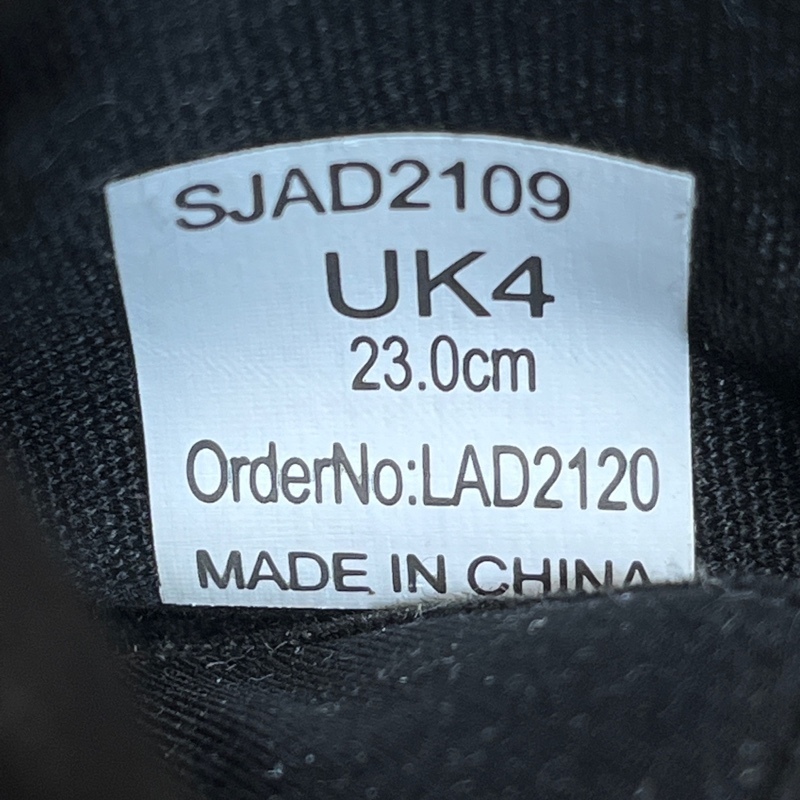 SJAD2109
UK4
23.0cm
OrderNo:LAD2120
MADE IN CHINA